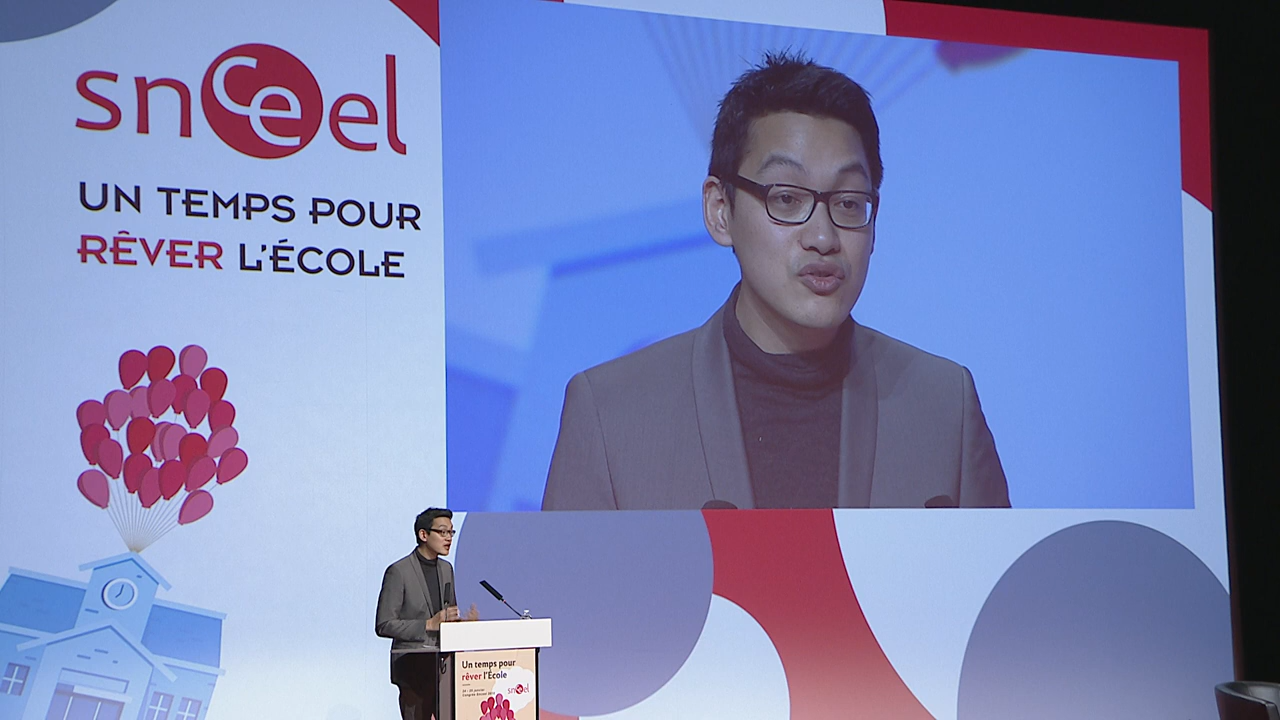 snceel
UN TEMPS POUR
RÊVER L'ÉCOLE
Un temps pour
rêver l'École
snceel